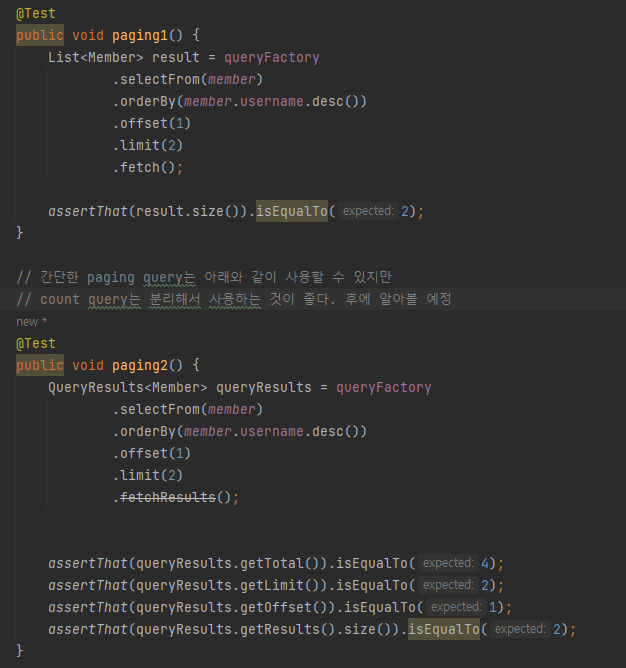 @Test
public void paging1() {
    List<Member> result = queryFactory
            .selectFrom(member)
            .orderBy(member.username.desc())
            .offset(1)
            .limit(2)
            .fetch();
    assertThat(result.size()).isEqualTo( expected: 2);
}
// 간단한 paging query는 아래와 같이 사용할 수 있지만
// count query는 분리해서 사용하는 것이 좋다. 후에 알아볼 예정
new *
@Test
public void paging2() {
    QueryResults<Member> queryResults = queryFactory
            .selectFrom(member)
            .orderBy(member.username.desc())
            .offset(1)
            .limit(2)
            .fetchResults();
    assertThat(queryResults.getTotal()).isEqualTo( expected: 4);
    assertThat(queryResults.getLimit()).isEqualTo( expected: 2);
    assertThat(queryResults.getOffset()).isEqualTo( expected: 1);
    assertThat(queryResults.getResults().size()).isEqualTo( expected: 2);
}